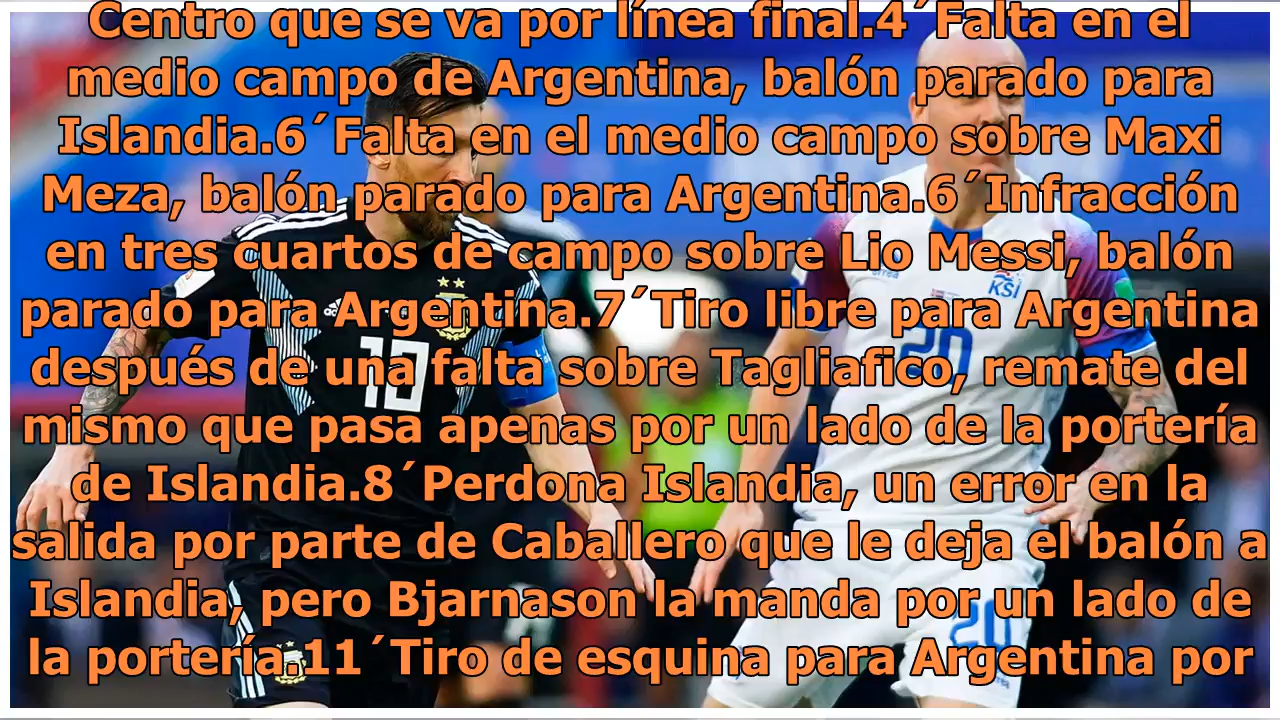 Centro que se va por línea final.4´Falta en el
medio campo de Argentina, balón parado para
Islandia.6´Falta en el medio campo sobre Maxi
Meza, balón parado para Argentina.6´Infracción
en tres cuartos de campo sobre Lio Messi, balón
parado para Argentina.7´Tiro libre para Argentina
después de una falta sobre Tagliafico, remate del
mismo que pasa apenas por un lado de la portería
de Islandia.8´Perdona Islandia, un error en la
salida por parte de Caballero que le deja el balón a
Islandia, pero Bjarnason la manda por un lado de
la portería.11´Tiro de esquina para Argentina por
10
KSÍ
20
20